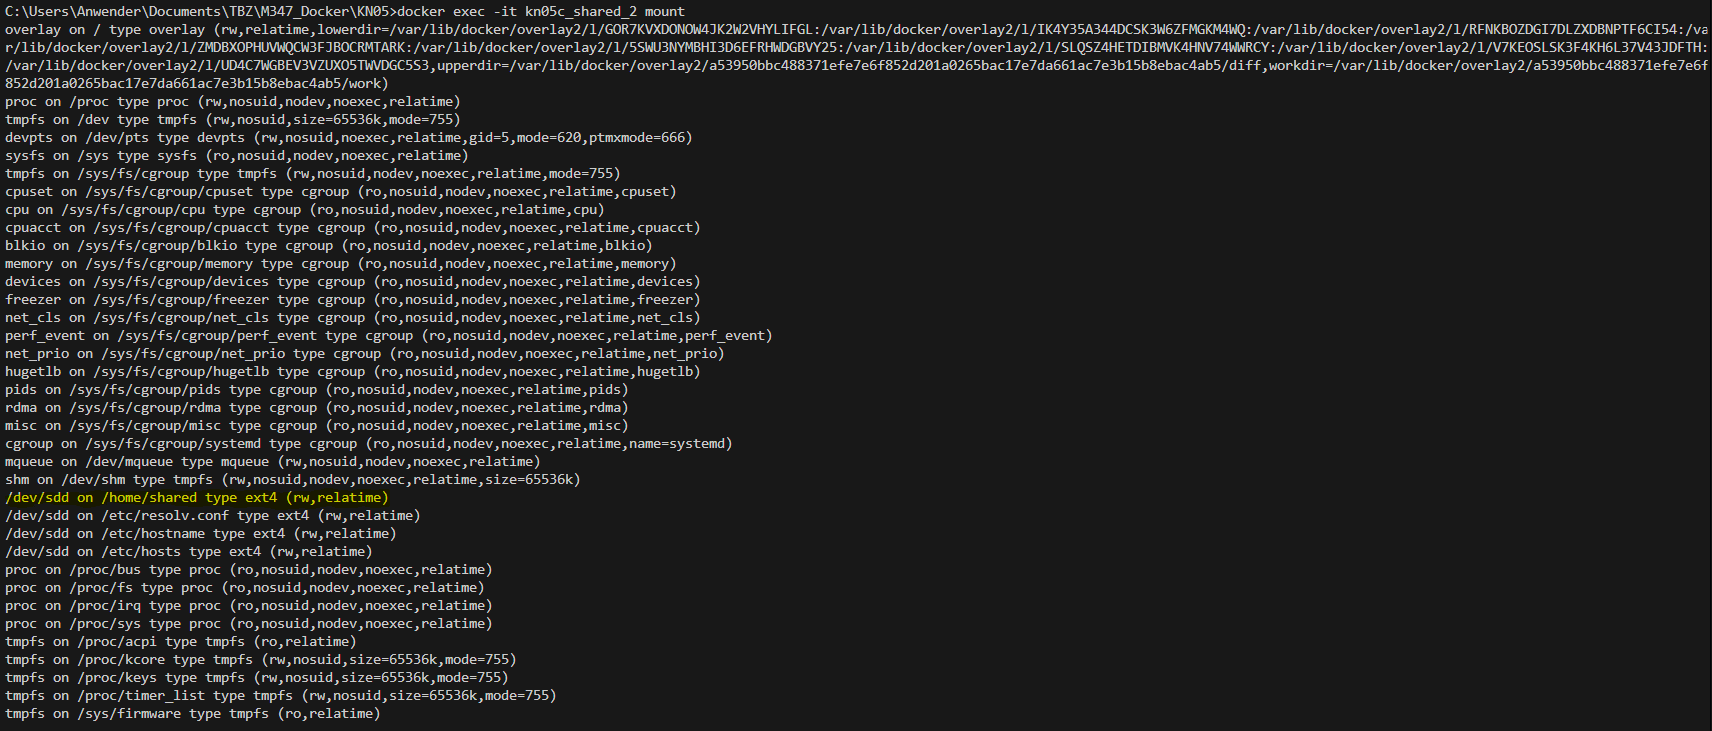 C:\Users\Anwender\Documents\TBZ\M347_Docker\KN05>docker exec -it kn05c_shared_2 mount
overlay on / type overlay (rw,relatime,lowerdir=/var/lib/docker/overlay2/l/GOR7KVXDONOW4JK2W2VHYLIFGL:/var/lib/docker/overlay2/l/IK4Y35A344DCSK3W6ZFMGKM4WQ:/var/lib/docker/overlay2/l/RFNKBOZDGI7DLZXDBNPTF6CI54:/va
r/lib/docker/overlay2/l/ZMDBXOPHUVWQCW3FJBOCRMTARK:/var/lib/docker/overlay2/l/5SWU3NYMBHI3D6EFRHWDGBVY25:/var/lib/docker/overlay2/l/SLQSZ4HETDIBMVK4HNV74WWRCY:/var/lib/docker/overlay2/l/V7KEOSLSK3F4KH6L37V43JDFTH:
/var/lib/docker/overlay2/l/UD4C7WGBEV3VZUXO5TWVDGC5S3,upperdir=/var/lib/docker/overlay2/a53950bbc488371efe7e6f852d201a0265bac17e7da661ac7e3b15b8ebac4ab5/diff,workdir=/var/lib/docker/overlay2/a53950bbc488371efe7e6f
852d201a0265bac17e7da661ac7e3b15b8ebac4ab5/work)
proc on /proc type proc (rw,nosuid,nodev,noexec,relatime)
tmpfs on /dev type tmpfs (rw,nosuid,size=65536k,mode=755)
devpts on /dev/pts type devpts (rw,nosuid,noexec,relatime,gid=5,mode=620,ptmxmode=666)
sysfs on /sys type sysfs (ro,nosuid,nodev,noexec,relatime)
tmpfs on /sys/fs/cgroup type tmpfs (rw,nosuid,nodev,noexec,relatime,mode=755)
cpuset on /sys/fs/cgroup/cpuset type cgroup (ro,nosuid,nodev,noexec,relatime,cpuset)
cpu on /sys/fs/cgroup/cpu type cgroup (ro,nosuid,nodev,noexec,relatime,cpu)
cpuacct on /sys/fs/cgroup/cpuacct type cgroup (ro,nosuid,nodev,noexec,relatime,cpuacct)
blkio on /sys/fs/cgroup/blkio type cgroup (ro,nosuid,nodev,noexec,relatime,blkio)
memory on /sys/fs/cgroup/memory type cgroup (ro,nosuid,nodev,noexec,relatime,memory)
devices on /sys/fs/cgroup/devices type cgroup (ro,nosuid,nodev,noexec,relatime,devices)
freezer on /sys/fs/cgroup/freezer type cgroup (ro,nosuid,nodev,noexec,relatime,freezer)
net_cls on /sys/fs/cgroup/net_cls type cgroup (ro,nosuid,nodev,noexec,relatime,net_cls)
perf_event on /sys/fs/cgroup/perf_event type cgroup (ro,nosuid,nodev,noexec,relatime,perf_event)
net_prio on /sys/fs/cgroup/net_prio type cgroup (ro,nosuid,nodev,noexec,relatime,net_prio)
hugetlb on /sys/fs/cgroup/hugetlb type cgroup (ro,nosuid,nodev,noexec,relatime,hugetlb)
pids on /sys/fs/cgroup/pids type cgroup (ro,nosuid,nodev,noexec,relatime,pids)
rdma on /sys/fs/cgroup/rdma type cgroup (ro,nosuid,nodev,noexec,relatime,rdma)
misc on /sys/fs/cgroup/misc type cgroup (ro,nosuid,nodev,noexec,relatime,misc)
cgroup on /sys/fs/cgroup/systemd type cgroup (ro,nosuid,nodev,noexec,relatime,name=systemd)
mqueue on /dev/mqueue type mqueue (rw,nosuid,nodev,noexec,relatime)
shm on /dev/shm type tmpfs (rw,nosuid,nodev,noexec,relatime,size=65536k)
/dev/sdd on /home/shared type ext4 (rw,relatime)
/dev/sdd on /etc/resolv.conf type ext4 (rw,relatime)
/dev/sdd on /etc/hostname type ext4 (rw,relatime)
/dev/sdd on /etc/hosts type ext4 (rw,relatime)
proc on /proc/bus type proc (ro,nosuid,nodev,noexec,relatime)
proc on /proc/fs type proc (ro,nosuid,nodev,noexec,relatime)
proc on /proc/irq type proc (ro,nosuid,nodev,noexec,relatime)
proc on /proc/sys type proc (ro,nosuid,nodev,noexec,relatime)
tmpfs on /proc/acpi type tmpfs (ro,relatime)
tmpfs on /proc/kcore type tmpfs (rw,nosuid,size=65536k,mode=755)
tmpfs on /proc/keys type tmpfs (rw,nosuid,size=65536k,mode=755)
tmpfs on /proc/timer_list type tmpfs (rw,nosuid,size=65536k,mode=755)
tmpfs on /sys/firmware type tmpfs (ro,relatime)